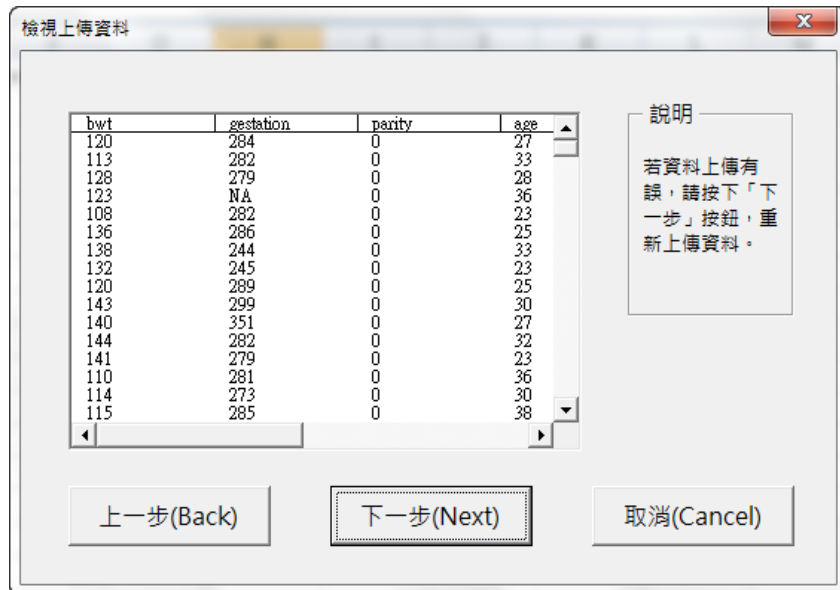 檢視上傳資料
bwt gestation parity age
120 284 0 27
113 282 0 33
128 279 0 28
123 NA 0 36
108 282 0 23
136 286 0 25
138 244 0 33
132 245 0 23
120 289 0 25
143 299 0 30
140 351 0 27
144 282 0 32
141 279 0 23
110 281 0 36
114 273 0 30
115 285 0 38
說明
若資料上傳有
誤，請按下「下
一步」按鈕，重
新上傳資料。
上一步(Back)
下一步(Next)
取消(Cancel)